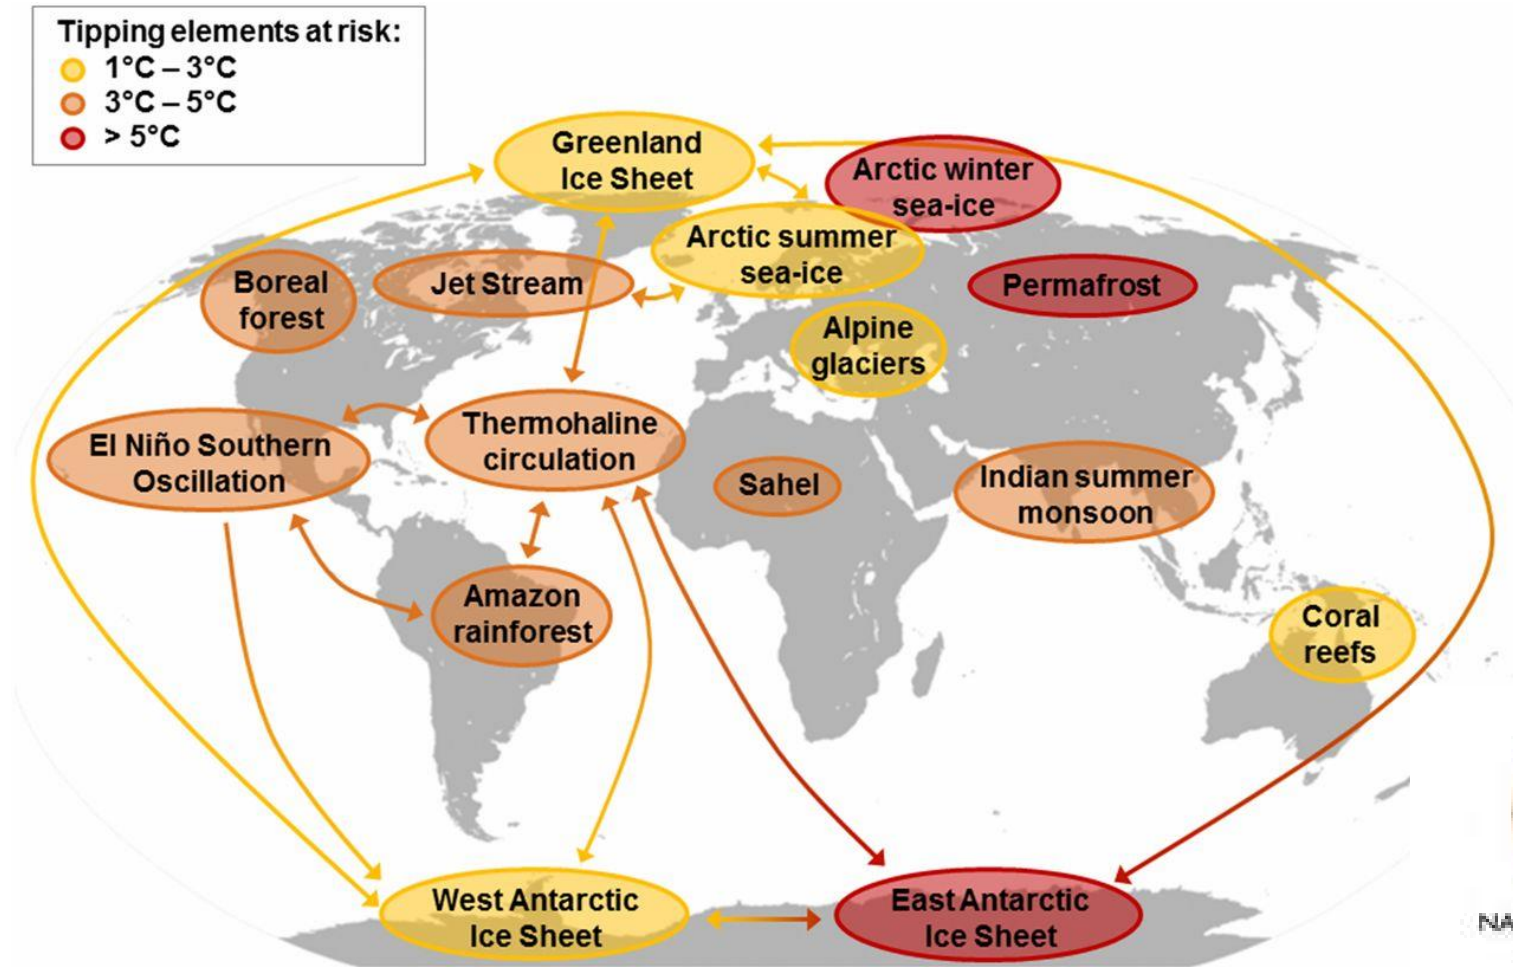 Tipping elements at risk:
1°C – 3°C
3°C – 5°C
> 5°C
Greenland
Ice Sheet
Arctic winter
sea-ice
Arctic summer
sea-ice
Boreal
forest
Jet Stream
Permafrost
Alpine
glaciers
El Niño Southern
Oscillation
Thermohaline
circulation
Sahel
Indian summer
monsoon
Amazon
rainforest
Coral
reefs
West Antarctic
Ice Sheet
East Antarctic
Ice Sheet
NA